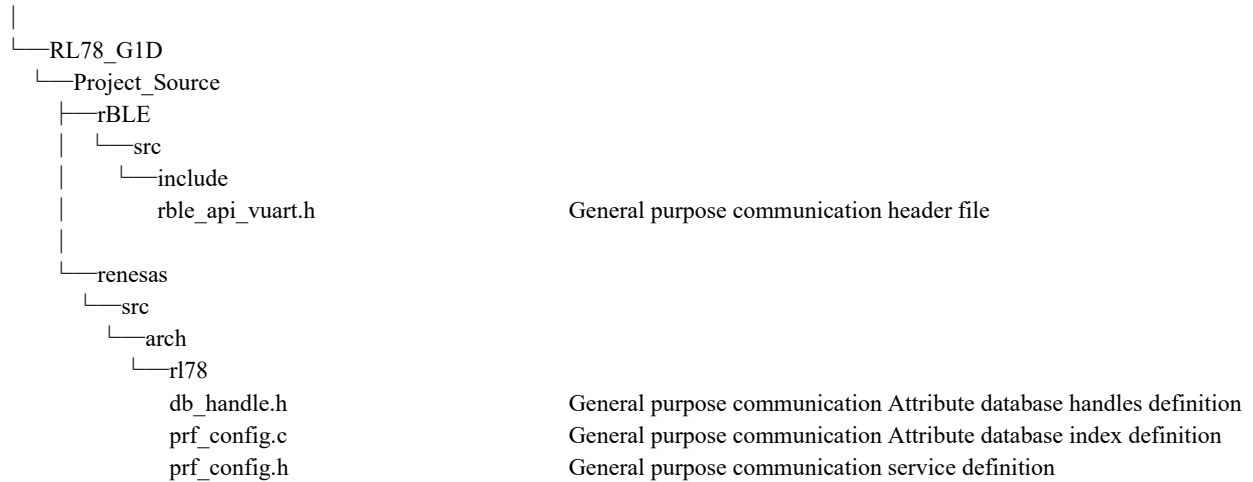 RL78_G1D
Project_Source
rBLE
src
include
rble_api_vuart.h General purpose communication header file
renesas
src
arch
rl78
db_handle.h General purpose communication Attribute database handles definition
prf_config.c General purpose communication Attribute database index definition
prf_config.h General purpose communication service definition